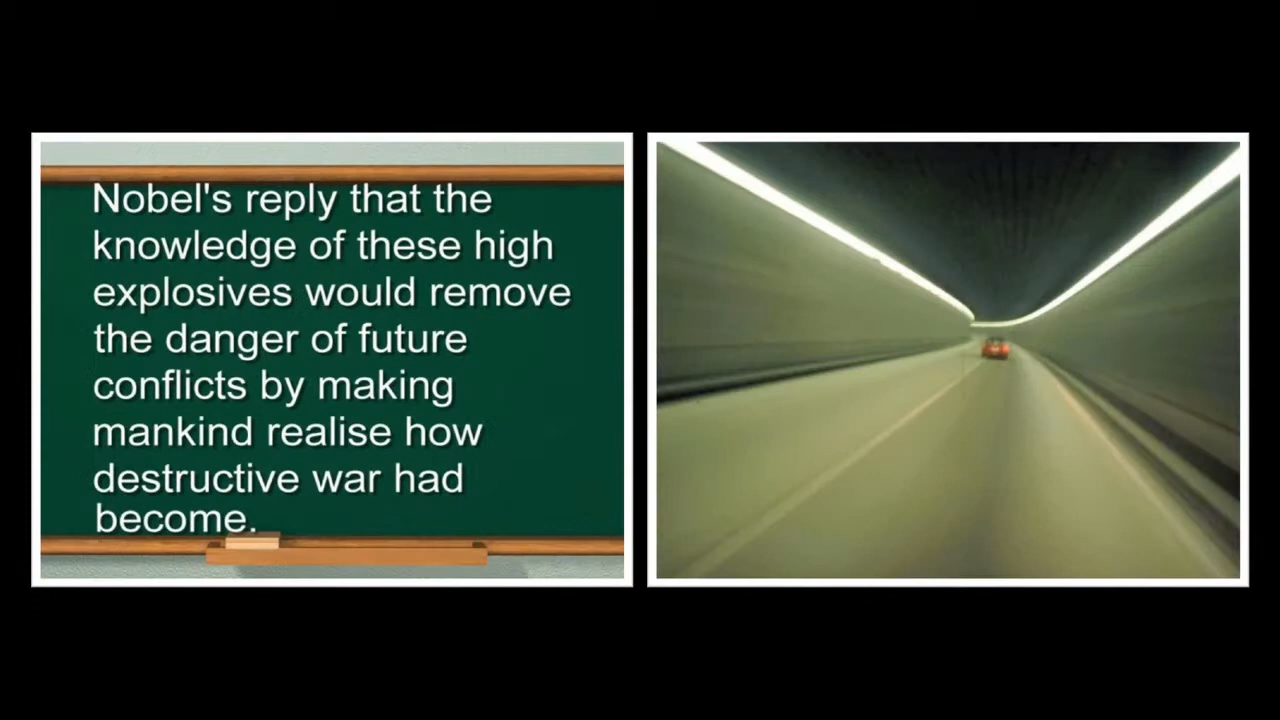 Nobel's reply that the
knowledge of these high
explosives would remove
the danger of future
conflicts by making
mankind realise how
destructive war had
become.